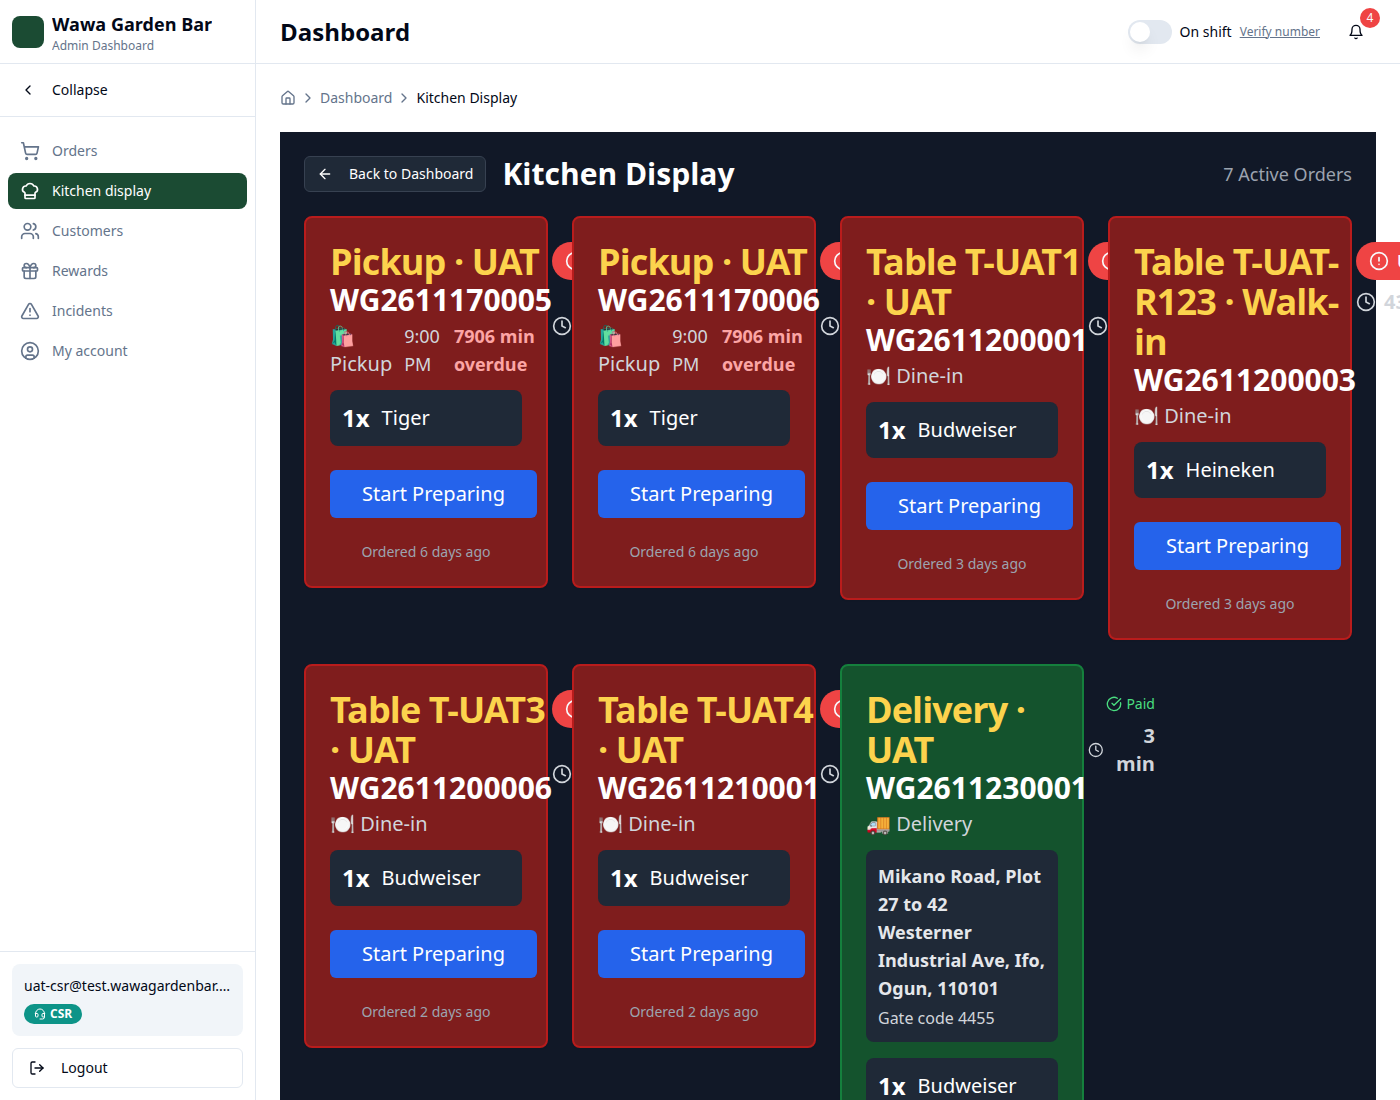 Wawa Garden Bar
Admin Dashboard
Collapse
Orders
Kitchen display
Customers
Rewards
Incidents
My account
uat-csr@test.wawagardenbar....
CSR
Logout
Dashboard
On shift
Verify number
4
Dashboard
Kitchen Display
Back to Dashboard
Kitchen Display
7 Active Orders
Pickup · UAT
WG2611170005
Pickup
9:00
PM
7906 min
overdue
1x Tiger
Start Preparing
Ordered 6 days ago
Pickup · UAT
WG2611170006
Pickup
9:00
PM
7906 min
overdue
1x Tiger
Start Preparing
Ordered 6 days ago
Table T-UAT1
· UAT
WG2611200001
Dine-in
1x Budweiser
Start Preparing
Ordered 3 days ago
Table T-UAT-
R123 · Walk-
in
WG2611200003
Dine-in
1x Heineken
Start Preparing
Ordered 3 days ago
Table T-UAT3
· UAT
WG2611200006
Dine-in
1x Budweiser
Start Preparing
Ordered 2 days ago
Table T-UAT4
· UAT
WG2611210001
Dine-in
1x Budweiser
Start Preparing
Ordered 2 days ago
Delivery ·
UAT
WG2611230001
Delivery
Paid
3
min
Mikano Road, Plot
27 to 42
Westerner
Industrial Ave, Ifo,
Ogun, 110101
Gate code 4455
1x Budweiser